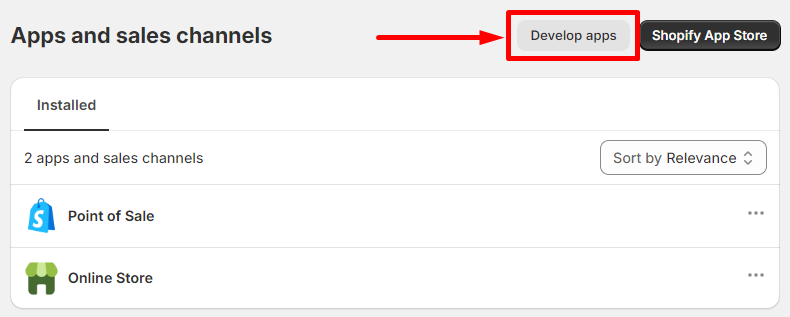 Apps and sales channels
Develop apps
Shopify App Store
Installed
2 apps and sales channels
Sort by Relevance
S
Point of Sale
Online Store